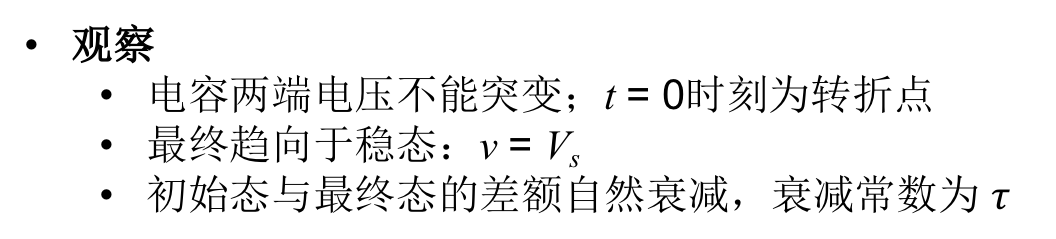 • 观察
• 电容两端电压不能突变；t = 0时刻为转折点
• 最终趋向于稳态：v = Vₛ
• 初始态与最终态的差额自然衰减，衰减常数为 τ